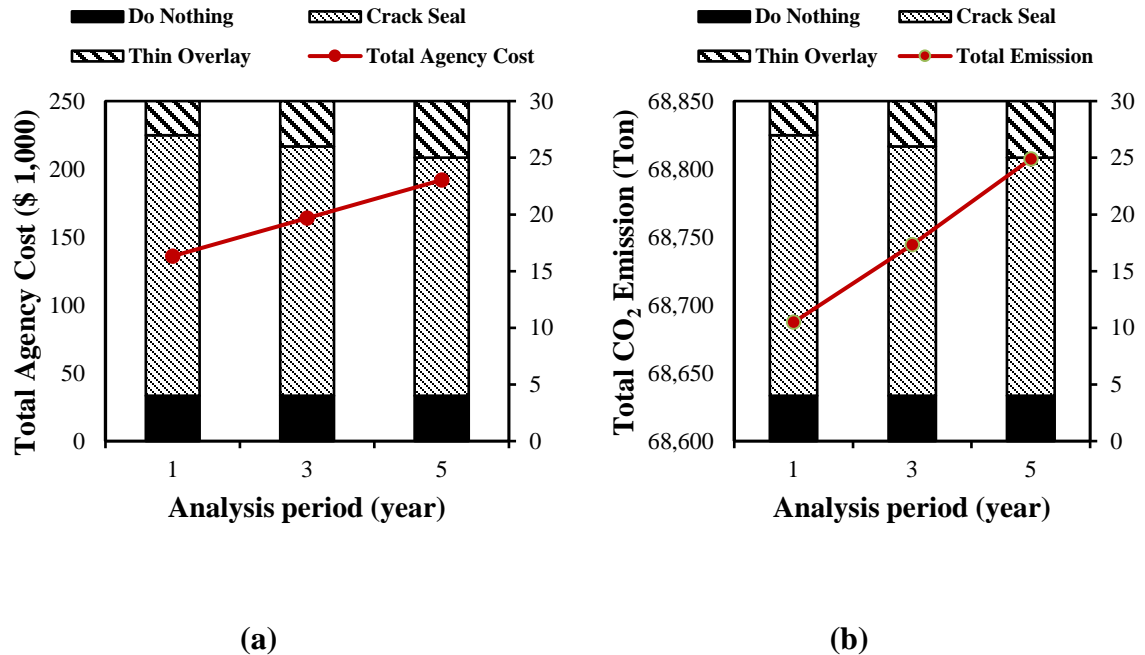 Do Nothing Crack Seal
Thin Overlay Total Agency Cost
Total Agency Cost ($ 1,000)
250
200
150
100
50
0
30
25
20
15
10
5
0
1 3 5
Analysis period (year)
(a)
Do Nothing Crack Seal
Thin Overlay Total Emission
Total CO₂ Emission (Ton)
68,850
68,800
68,750
68,700
68,650
68,600
30
25
20
15
10
5
0
1 3 5
Analysis period (year)
(b)